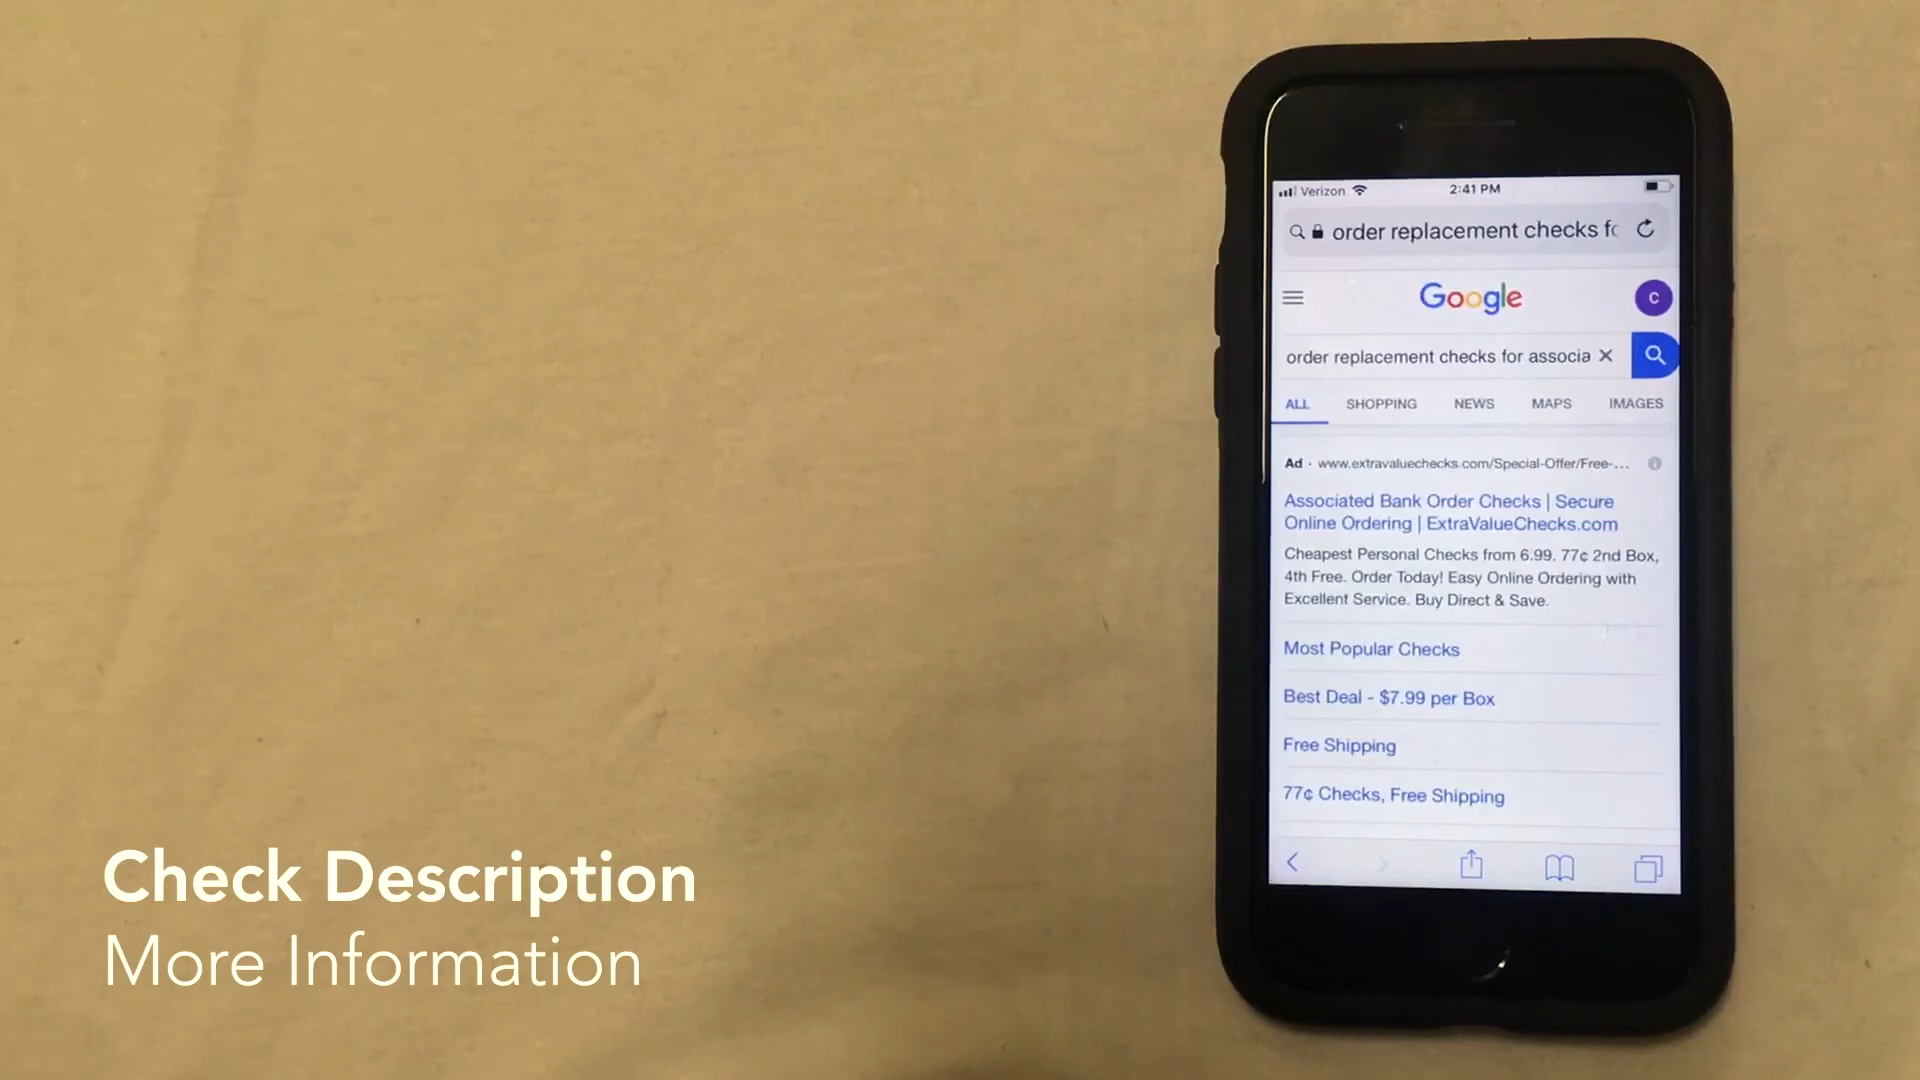 Verizon 2:41 PM
order replacement checks fo
Google
C
order replacement checks for associa
ALL SHOPPING NEWS MAPS IMAGES
Ad · www.extravaluechecks.com/Special-Offer/Free-...
Associated Bank Order Checks | Secure
Online Ordering | ExtraValueChecks.com
Cheapest Personal Checks from 6.99. 77¢ 2nd Box,
4th Free. Order Today! Easy Online Ordering with
Excellent Service. Buy Direct & Save.
Most Popular Checks
Best Deal - $7.99 per Box
Free Shipping
77¢ Checks, Free Shipping
Check Description
More Information